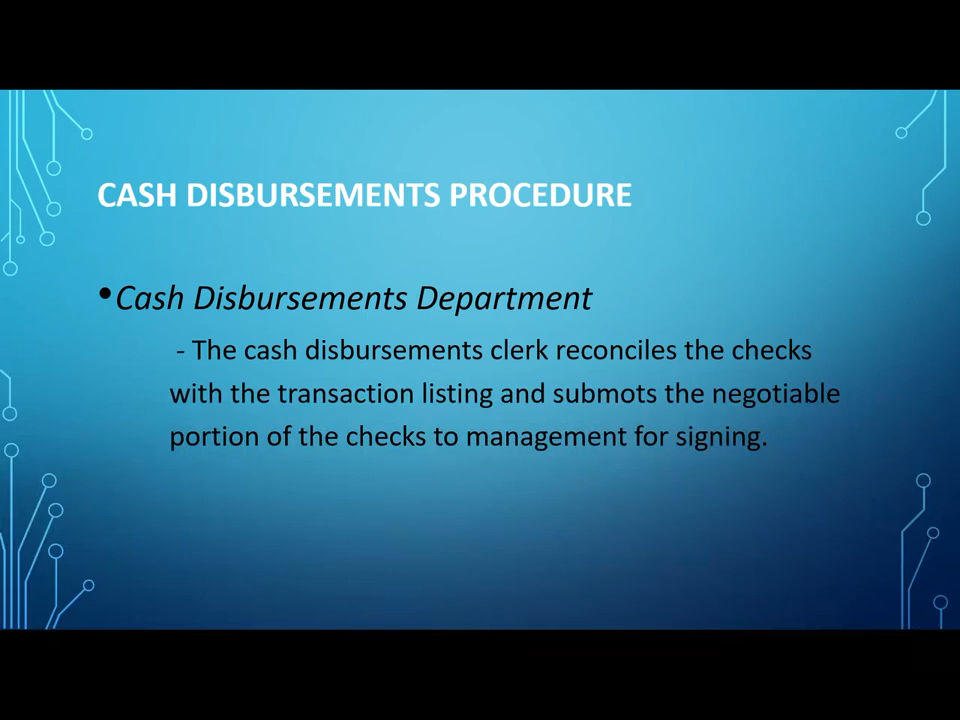 CASH DISBURSEMENTS PROCEDURE
•Cash Disbursements Department
- The cash disbursements clerk reconciles the checks
with the transaction listing and submots the negotiable
portion of the checks to management for signing.